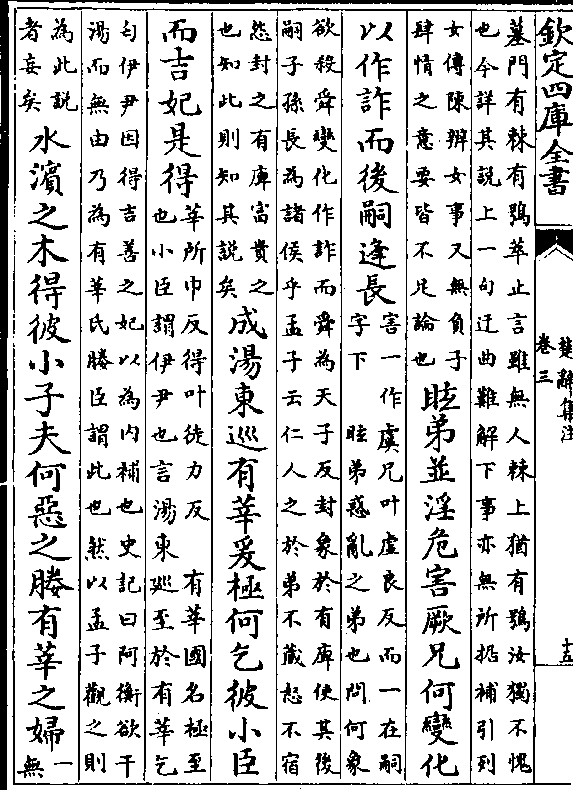 欽定四庫全書
楚辭集注
卷三
十五
墓門有棘有鴞萃止言雖無人棘上猶有鴞汝獨不愧
也今詳其説上一句迂曲難解下事亦無所㨿補引列
女傳陳辯女事又無負子
肆情之意要皆不足論也
眩弟並淫危害厥兄何變化
以作詐而後嗣逢長
害一作虞兄叶虚良反而一在嗣
字下 眩弟惑亂之弟也問何象
欲殺舜變化作詐而舜為天子反封象於有庳使其後
嗣子孫長為諸侯乎孟子云仁人之於弟不藏怒不宿
怨封之有庳富貴之
也知此則知其説矣
成湯東巡有莘爰極何乞彼小臣
而吉妃是得
莘所巾反得叶徒力反 有莘國名極至
也小臣謂伊尹也言湯東廵至於有莘乞
匄伊尹因得吉善之妃以為内補也史記曰阿衡欲干
湯而無由乃為有莘氏媵臣謂此也然以孟子觀之則
為此説
者妄矣
水濱之木得彼小子夫何惡之媵有莘之婦
一
無